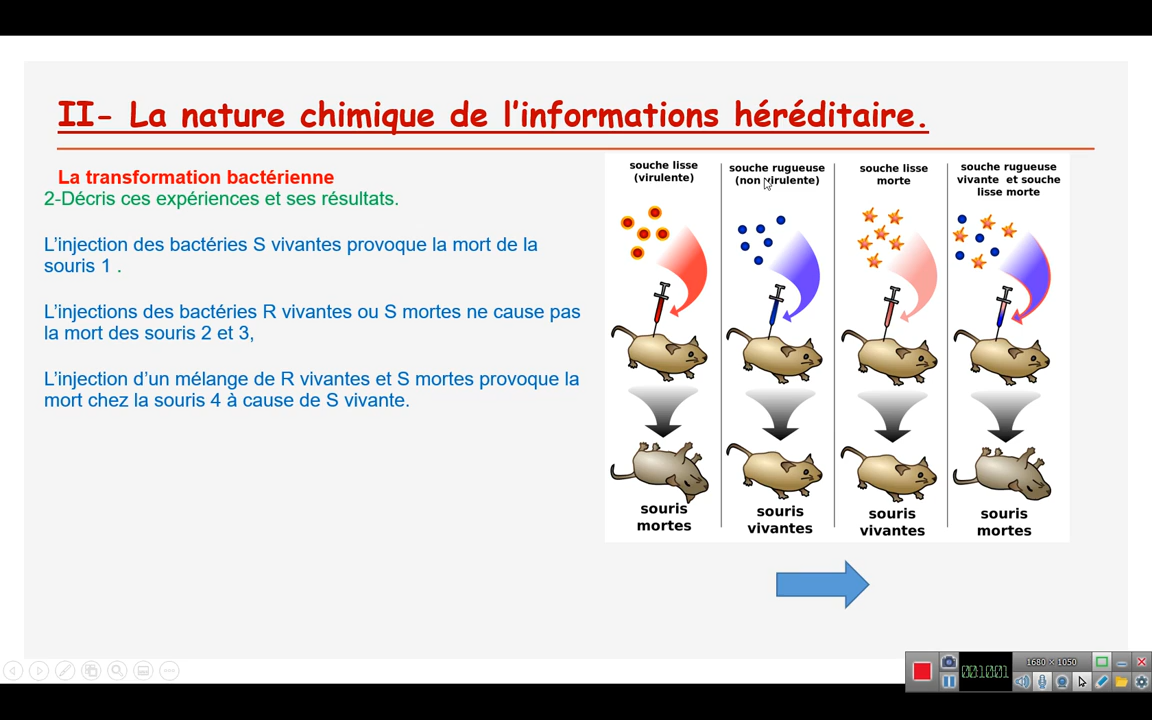 II- La nature chimique de l’informations héréditaire.
La transformation bactérienne
2-Décris ces expériences et ses résultats.
L’injection des bactéries S vivantes provoque la mort de la
souris 1 .
L’injections des bactéries R vivantes ou S mortes ne cause pas
la mort des souris 2 et 3,
L’injection d’un mélange de R vivantes et S mortes provoque la
mort chez la souris 4 à cause de S vivante.
souche lisse
(virulente)
souche rugueuse
(non virulente)
souche lisse
morte
souche rugueuse
vivante et souche
lisse morte
souris
mortes
souris
vivantes
souris
vivantes
souris
mortes
1680 × 1050